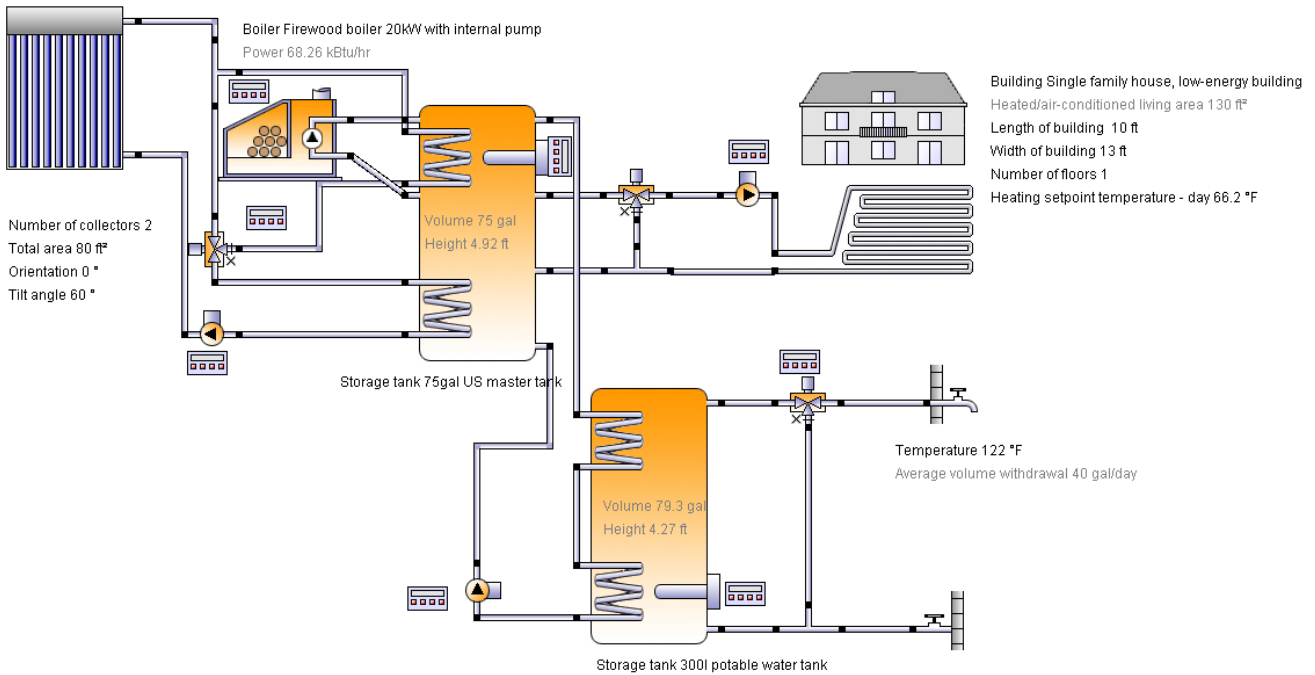 Boiler Firewood boiler 20kW with internal pump
Power 68.26 kBtu/hr
Building Single family house, low-energy building
Heated/air-conditioned living area 130 ft²
Length of building 10 ft
Width of building 13 ft
Number of floors 1
Heating setpoint temperature - day 66.2 °F
Number of collectors 2
Total area 80 ft²
Orientation 0 °
Tilt angle 60 °
Volume 75 gal
Height 4.92 ft
Storage tank 75gal US master tank
Temperature 122 °F
Average volume withdrawal 40 gal/day
Volume 79.3 gal
Height 4.27 ft
Storage tank 300l potable water tank